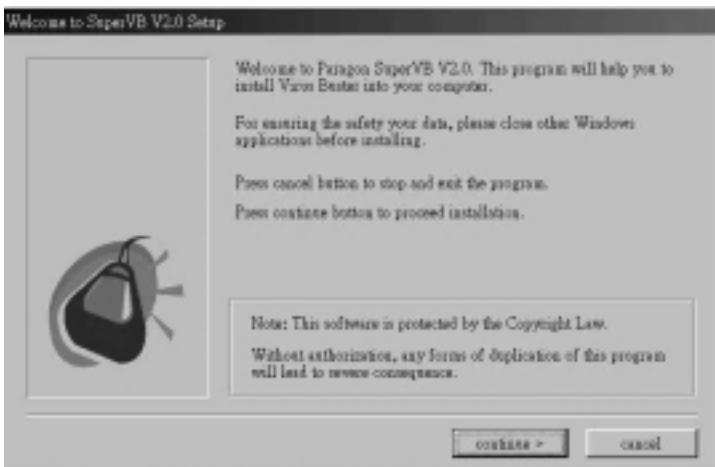 Welcome to SuperVB V2.0 Setup
Welcome to Paragon SuperVB V2.0. This program will help you to
install Virus Buster into your computer.
For ensuring the safety your data, please close other Windows
applications before installing.
Press cancel button to stop and exit the program.
Press continue button to proceed installation.
Note: This software is protected by the Copyright Law.
Without authorization, any forms of duplication of this program
will lead to severe consequence.
continue >
cancel